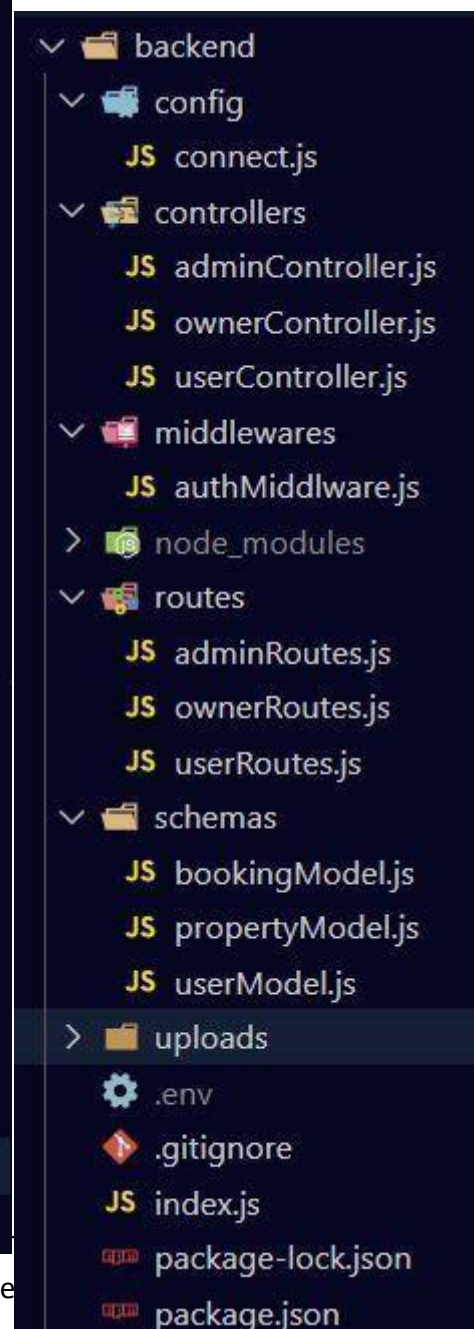 backend
config
JS connect.js
controllers
JS adminController.js
JS ownerController.js
JS userController.js
middlewares
JS authMiddlware.js
node_modules
routes
JS adminRoutes.js
JS ownerRoutes.js
JS userRoutes.js
schemas
JS bookingModel.js
JS propertyModel.js
JS userModel.js
uploads
.env
.gitignore
JS index.js
npm package-lock.json
e
npm package.json